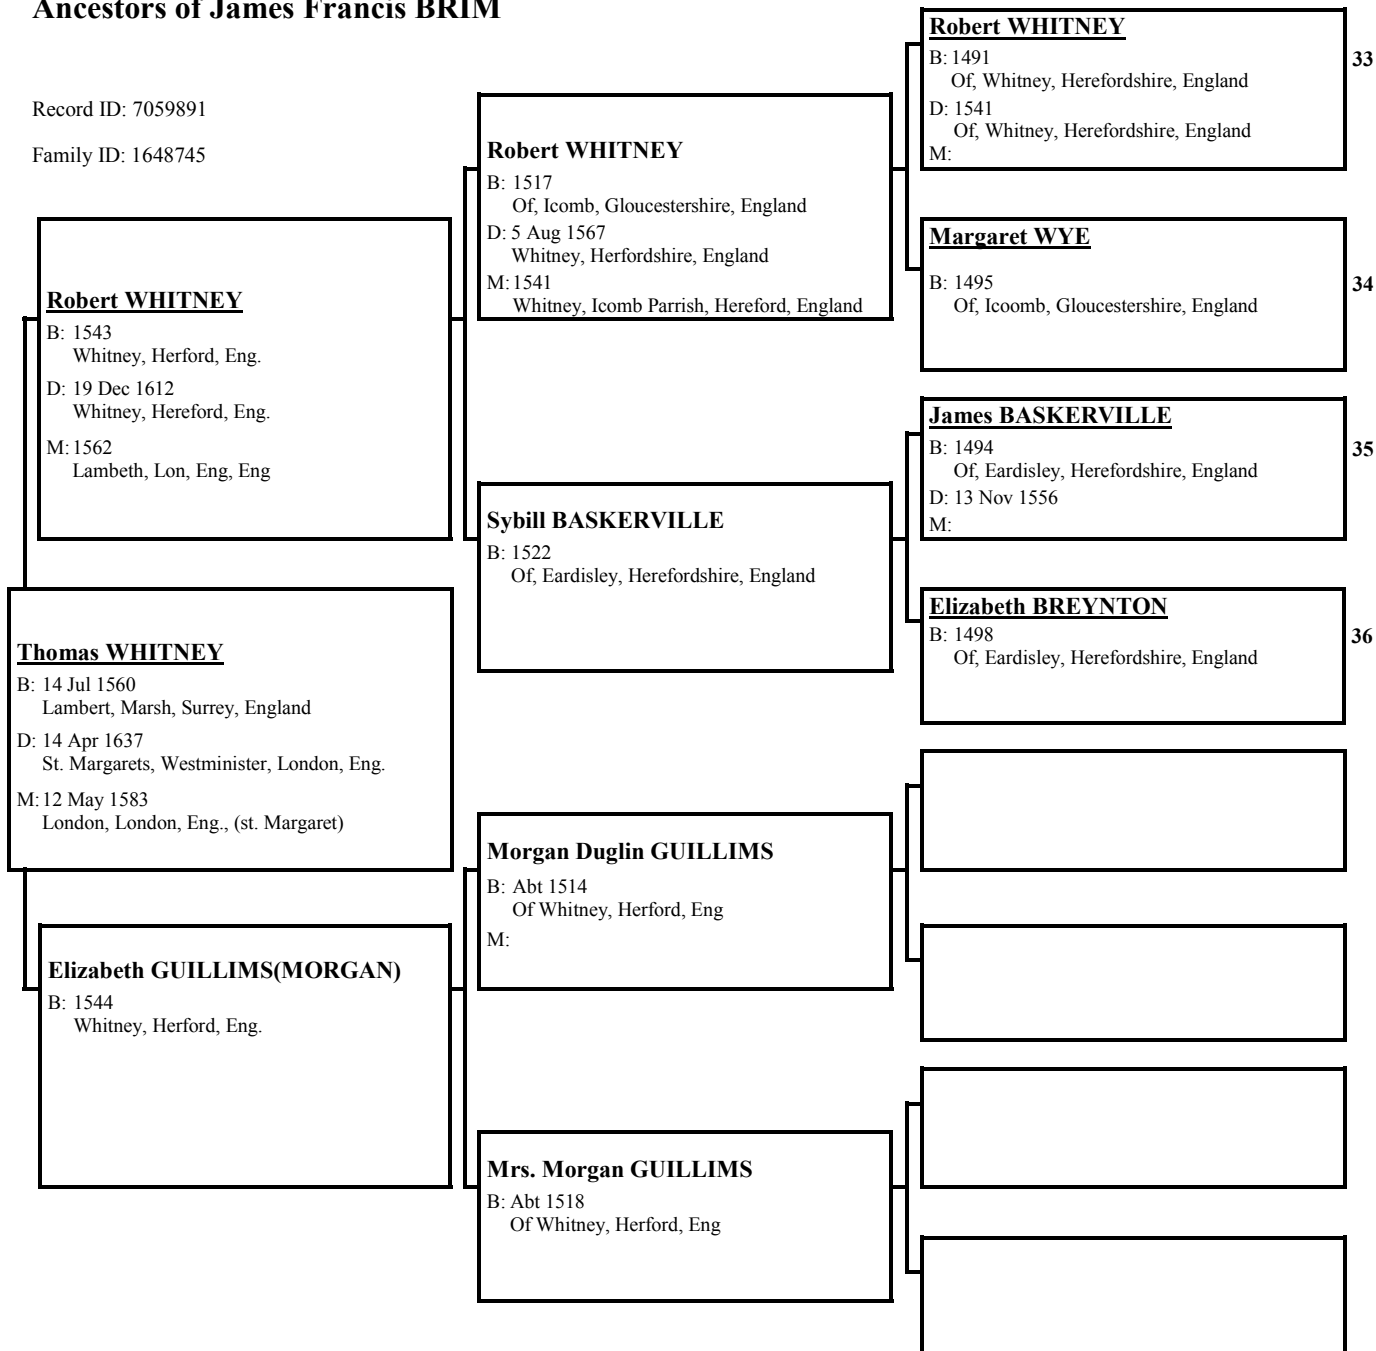 Ancestors of James Francis BRIM
Record ID: 7059891
Family ID: 1648745
Robert WHITNEY
B: 1491
Of, Whitney, Herefordshire, England
D: 1541
Of, Whitney, Herefordshire, England
M:
33
Robert WHITNEY
B: 1517
Of, Icomb, Gloucestershire, England
D: 5 Aug 1567
Whitney, Herfordshire, England
M: 1541
Whitney, Icomb Parrish, Hereford, England
Margaret WYE
B: 1495
Of, Icoomb, Gloucestershire, England
34
Robert WHITNEY
B: 1543
Whitney, Herford, Eng.
D: 19 Dec 1612
Whitney, Hereford, Eng.
M: 1562
Lambeth, Lon, Eng, Eng
James BASKERVILLE
B: 1494
Of, Eardisley, Herefordshire, England
D: 13 Nov 1556
M:
35
Sybill BASKERVILLE
B: 1522
Of, Eardisley, Herefordshire, England
Elizabeth BREYNTON
B: 1498
Of, Eardisley, Herefordshire, England
36
Thomas WHITNEY
B: 14 Jul 1560
Lambert, Marsh, Surrey, England
D: 14 Apr 1637
St. Margarets, Westminister, London, Eng.
M: 12 May 1583
London, London, Eng., (st. Margaret)
Morgan Duglin GUILLIMS
B: Abt 1514
Of Whitney, Herford, Eng
M:
Elizabeth GUILLIMS(MORGAN)
B: 1544
Whitney, Herford, Eng.
Mrs. Morgan GUILLIMS
B: Abt 1518
Of Whitney, Herford, Eng